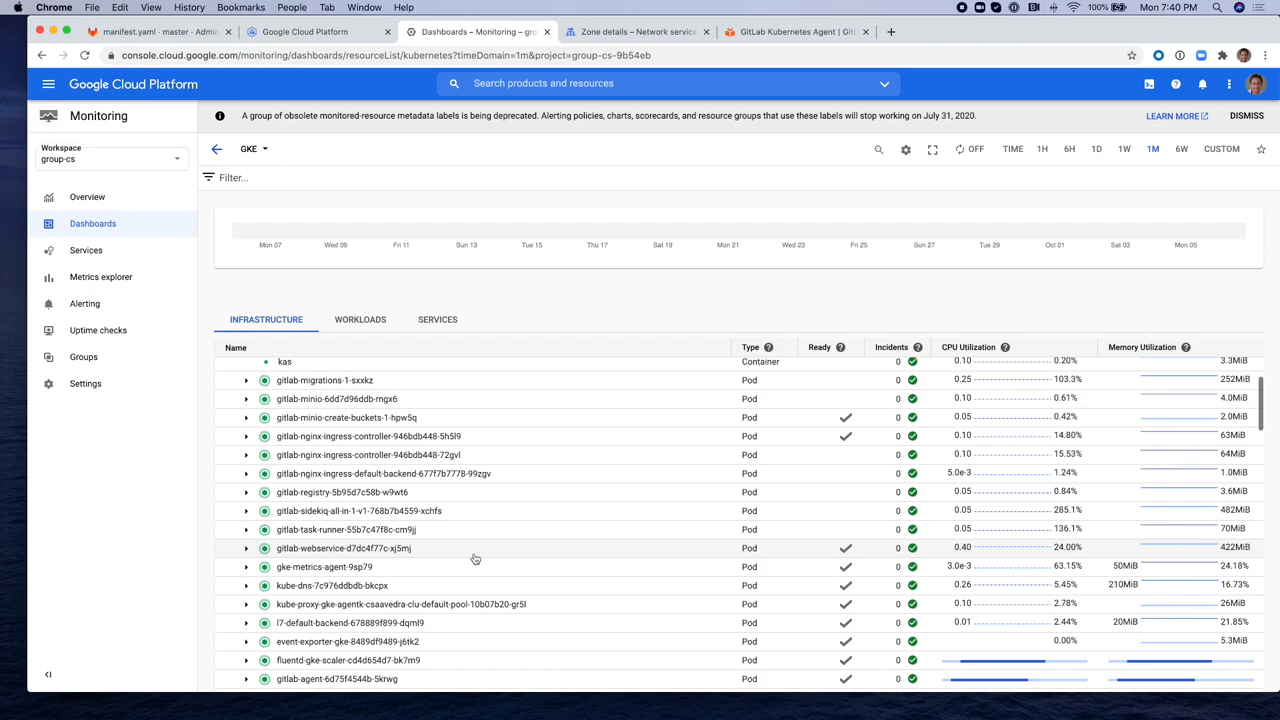 Chrome File Edit View History Bookmarks People Tab Window Help 100% Mon 7:40 PM
manifest.yaml - master - Admin Google Cloud Platform Dashboards – Monitoring – gro Zone details – Network service GitLab Kubernetes Agent | GitL
console.cloud.google.com/monitoring/dashboards/resourceList/kubernetes?timeDomain=1m&project=group-cs-9b54eb
Google Cloud Platform Search products and resources
Monitoring
A group of obsolete monitored-resource metadata labels is being deprecated. Alerting policies, charts, scorecards, and resource groups that use these labels will stop working on July 31, 2020. LEARN MORE DISMISS
Workspace
group-cs
GKE OFF TIME 1H 6H 1D 1W 1M 6W CUSTOM
Filter...
Overview
Dashboards
Services
Metrics explorer
Alerting
Uptime checks
Groups
Settings
Mon 07 Wed 09 Fri 11 Sun 13 Tue 15 Thu 17 Sat 19 Mon 21 Wed 23 Fri 25 Sun 27 Tue 29 Oct 01 Sat 03 Mon 05
INFRASTRUCTURE WORKLOADS SERVICES
Name Type Ready Incidents CPU Utilization Memory Utilization
kas Container 0 0.10 0.20% 3.3MiB
gitlab-migrations-1-sxxkz Pod 0 0.25 103.3% 252MiB
gitlab-minio-6dd7d96ddb-rngx6 Pod 0 0.10 0.61% 4.0MiB
gitlab-minio-create-buckets-1-hpw5q Pod 0 0.05 0.42% 2.0MiB
gitlab-nginx-ingress-controller-946bdb448-5h5l9 Pod 0 0.10 14.80% 63MiB
gitlab-nginx-ingress-controller-946bdb448-72gvl Pod 0 0.10 15.53% 64MiB
gitlab-nginx-ingress-default-backend-677f7b7778-99zgv Pod 0 5.0e-3 1.24% 1.0MiB
gitlab-registry-5b95d7c58b-w9wt6 Pod 0 0.05 0.84% 3.6MiB
gitlab-sidekiq-all-in-1-v1-768b7b4559-xchfs Pod 0 0.05 285.1% 482MiB
gitlab-task-runner-55b7c47f8c-cm9jj Pod 0 0.05 136.1% 70MiB
gitlab-webservice-d7dc4f77c-xj5mj Pod 0 0.40 24.00% 422MiB
gke-metrics-agent-9sp79 Pod 0 3.0e-3 63.15% 50MiB 24.18%
kube-dns-7c976ddbdb-bkcpx Pod 0 0.26 5.45% 210MiB 16.73%
kube-proxy-gke-agentk-csaavedra-clu-default-pool-10b07b20-gr5l Pod 0 0.10 2.78% 26MiB
l7-default-backend-678889f899-dqml9 Pod 0 0.01 2.44% 20MiB 21.85%
event-exporter-gke-8489df9489-j6tk2 Pod 0 0.00% 5.3MiB
fluentd-gke-scaler-cd4d654d7-bk7m9 Pod 0
gitlab-agent-6d75f4544b-5krwg Pod 0